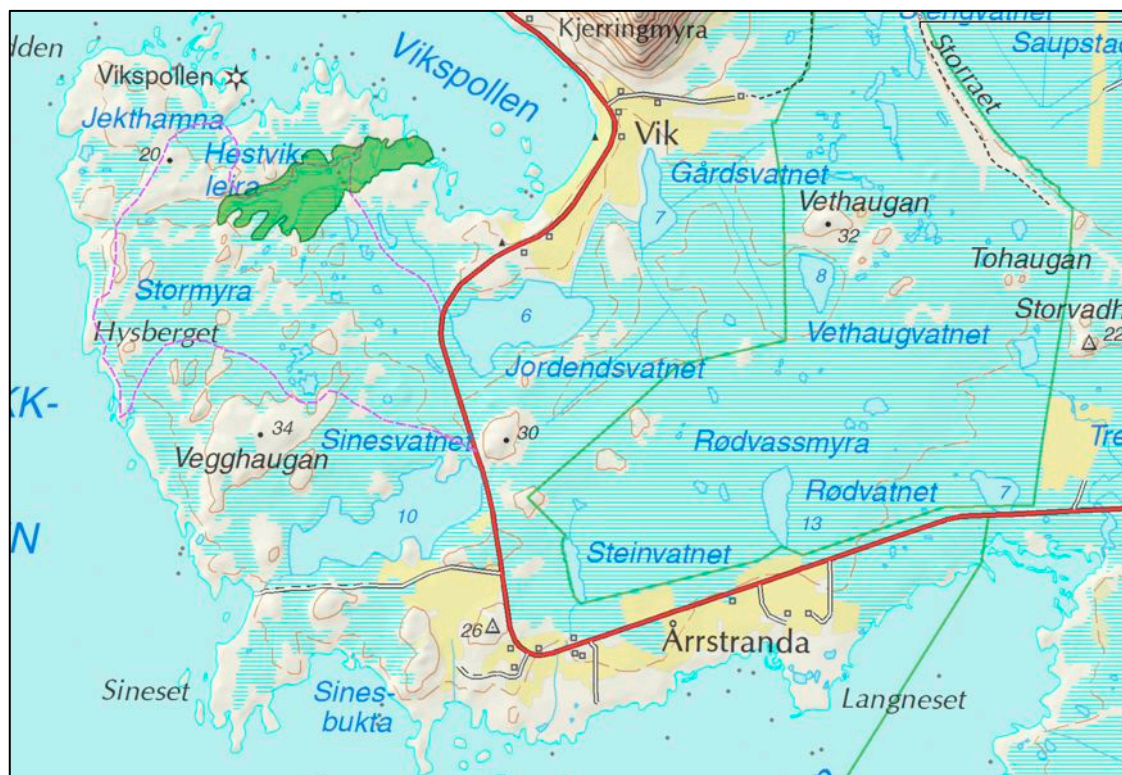 Kjerringmyra
Saupstad
dden
Vikspollen
Vikspollen
Storraet
Jekthamna
Vik
20
Hestvik
leira
Gårdsvatnet
7
Vethaugan
32
Tohaugan
8
Stormyra
6
Hysberget
Vethaugvatnet
Storvadh
22
Jordendsvatnet
KK-
34
Sinesvatnet
30
Rødvassmyra
Tre
Vegghaugan
Rødvatnet
7
10
13
N
Steinvatnet
26
Årrstranda
Sineset
Sines-
bukta
Langneset